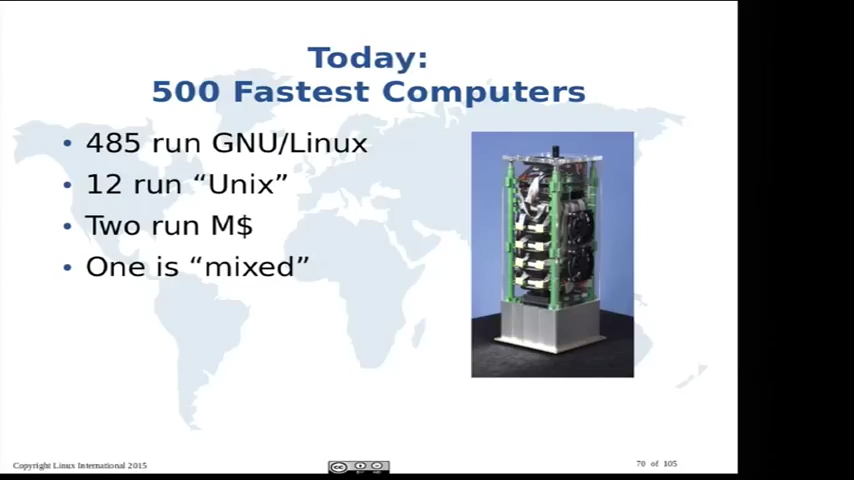 Today:
500 Fastest Computers
• 485 run GNU/Linux
• 12 run “Unix”
• Two run M$
• One is “mixed”
Copyright Linux International 2015
70 of 105